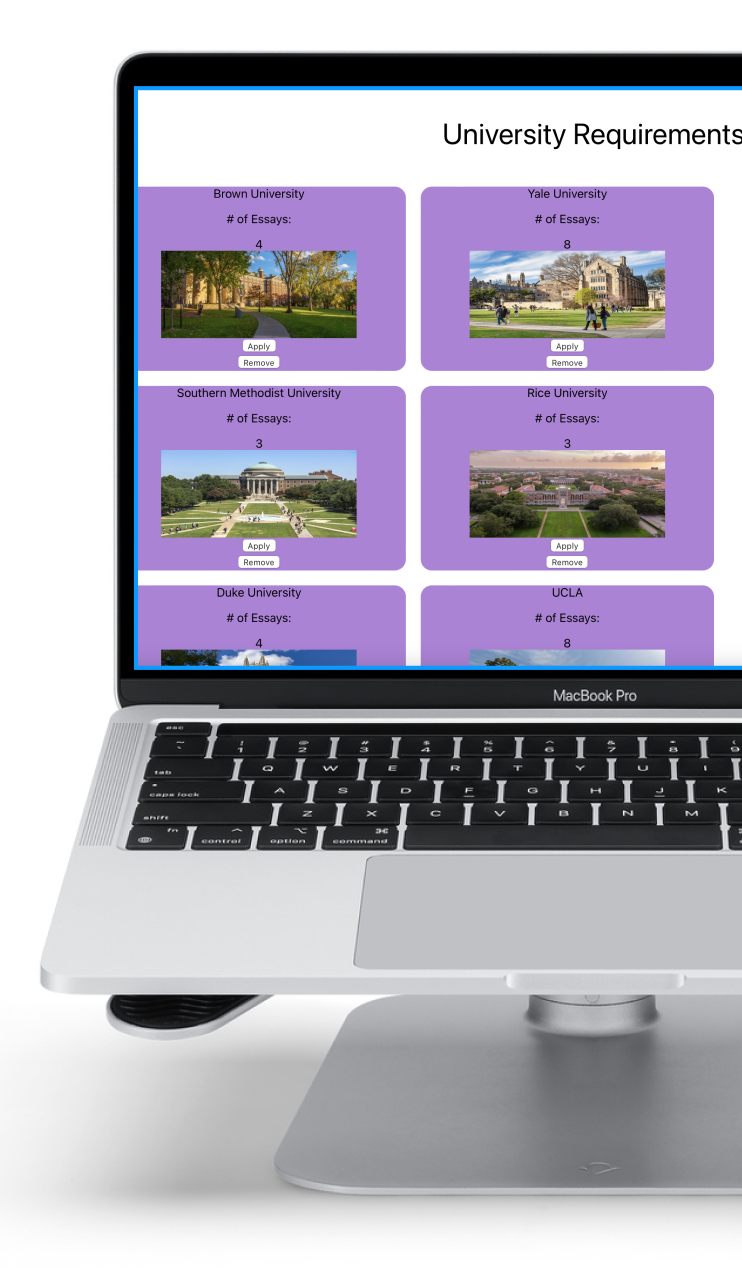 University Requirements
Brown University
# of Essays:
4
Apply
Remove
Yale University
# of Essays:
8
Apply
Remove
Southern Methodist University
# of Essays:
3
Apply
Remove
Rice University
# of Essays:
3
Apply
Remove
Duke University
# of Essays:
4
UCLA
# of Essays:
8
MacBook Pro
esc
~ ! @ # $ % ^ & * (
` 1 2 3 4 5 6 7 8 9
tab Q W E R T Y U I
caps lock A S D F G H J K
shift Z X C V B N M
fn control option command